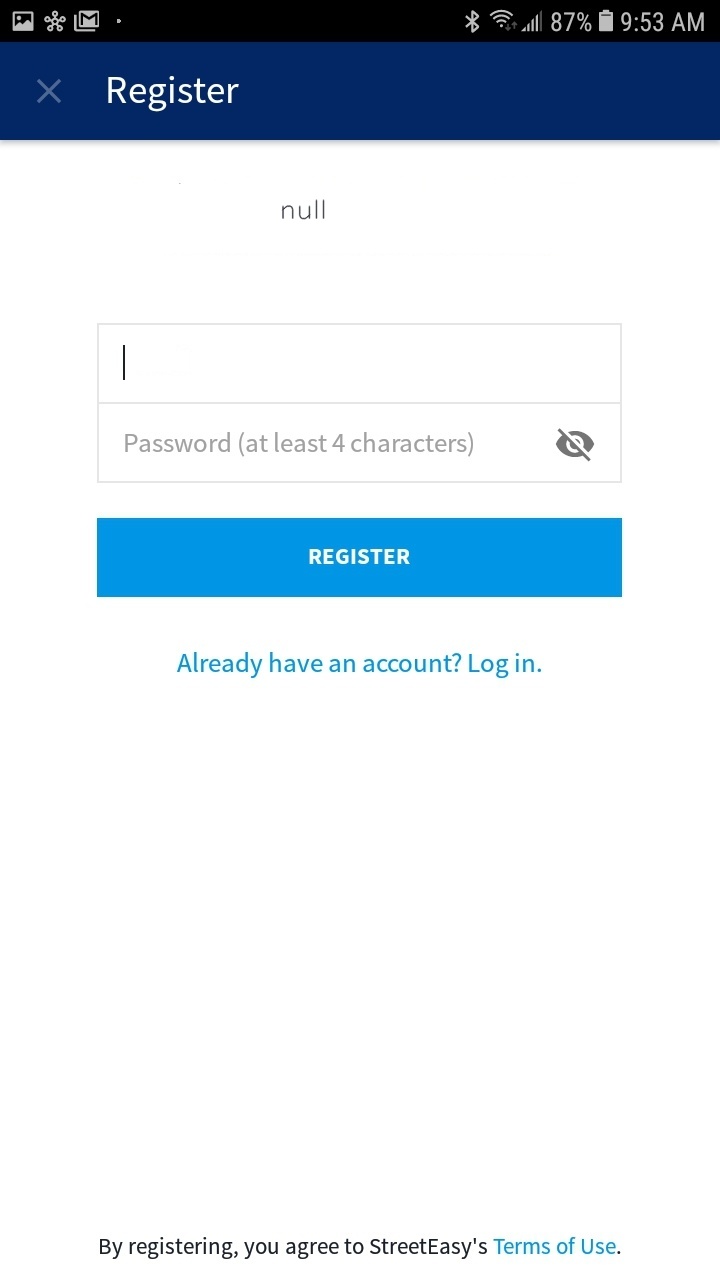 87% 9:53 AM
Register
null
Password (at least 4 characters)
REGISTER
Already have an account? Log in.
By registering, you agree to StreetEasy's Terms of Use.